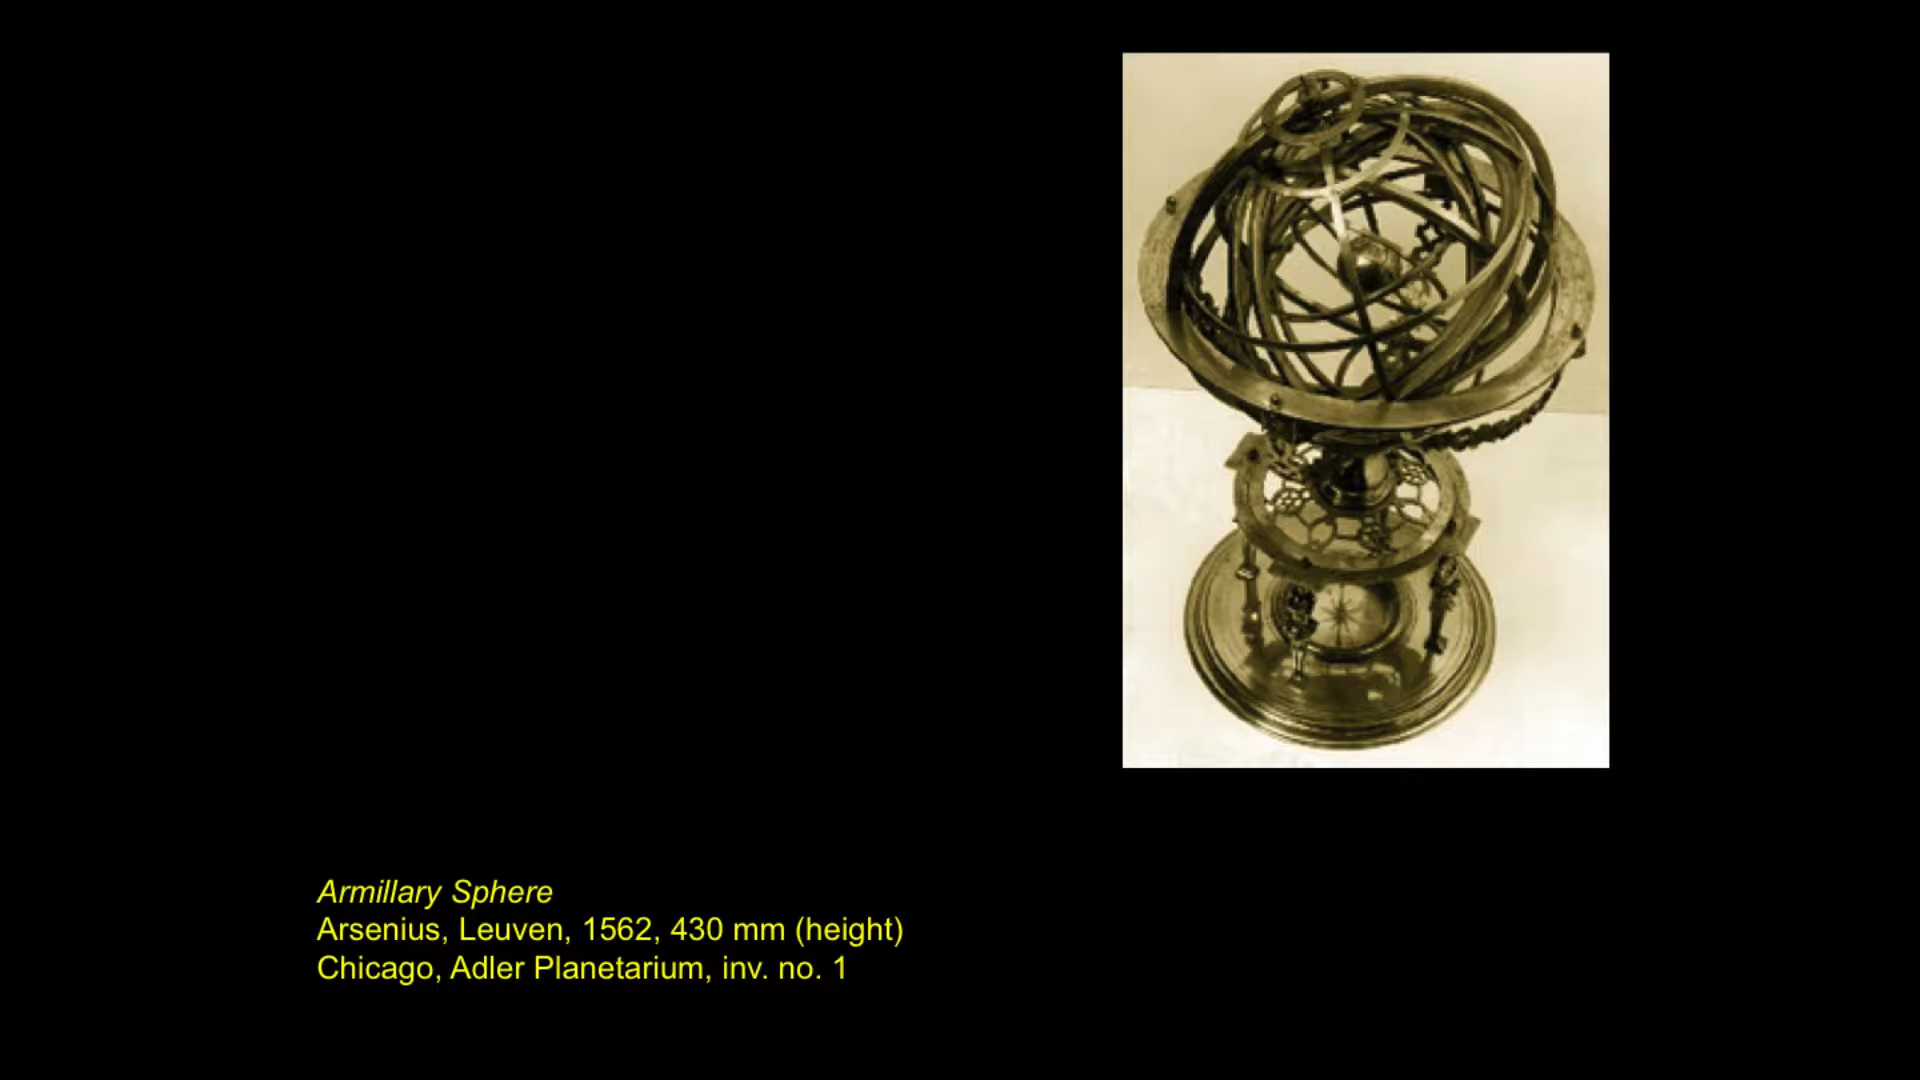 Armillary Sphere
Arsenius, Leuven, 1562, 430 mm (height)
Chicago, Adler Planetarium, inv. no. 1